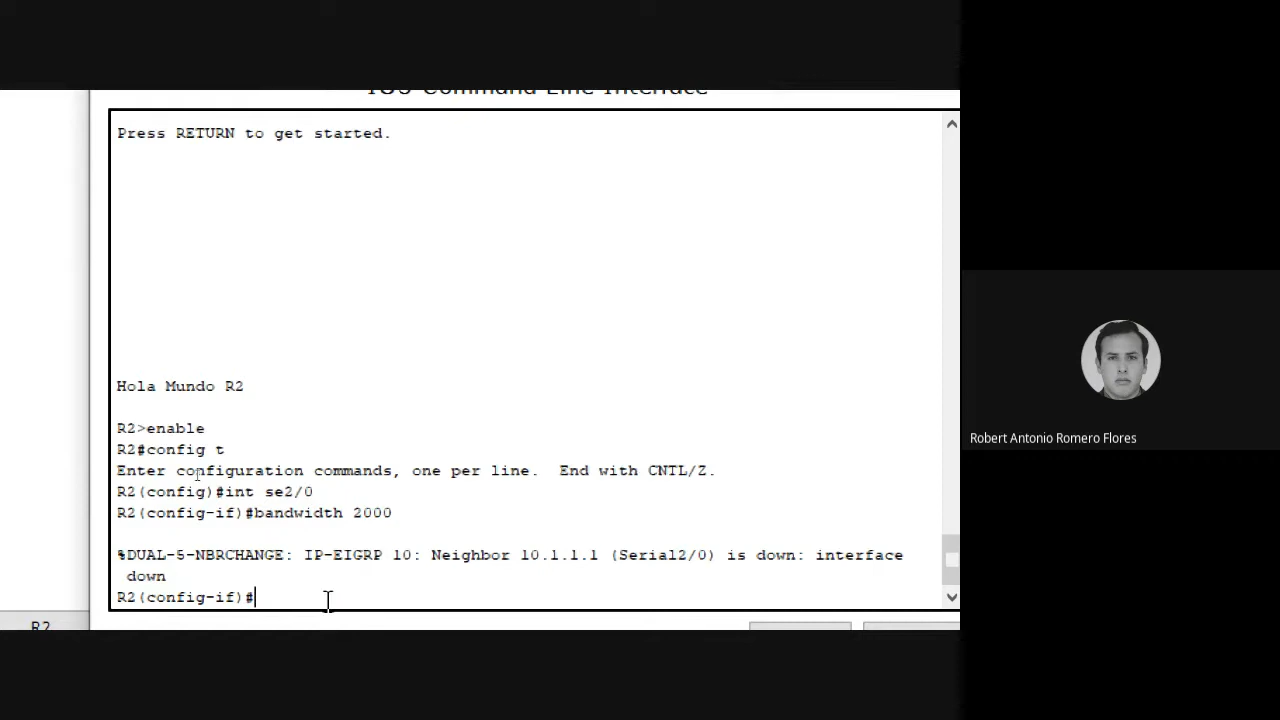 IOS Command Line Interface
Press RETURN to get started.
Hola Mundo R2
R2>enable
R2#config t
Enter configuration commands, one per line.  End with CNTL/Z.
R2(config)#int se2/0
R2(config-if)#bandwidth 2000
%DUAL-5-NBRCHANGE: IP-EIGRP 10: Neighbor 10.1.1.1 (Serial2/0) is down: interface
down
R2(config-if)#
R2
Robert Antonio Romero Flores